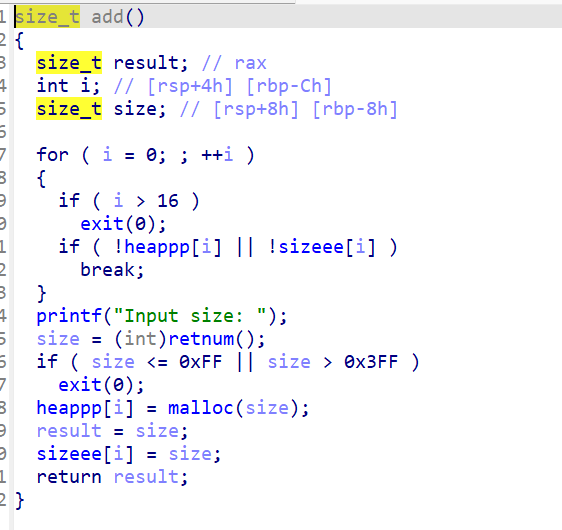 1 size_t add()
2 {
3   size_t result; // rax
4   int i; // [rsp+4h] [rbp-Ch]
5   size_t size; // [rsp+8h] [rbp-8h]
6
7   for ( i = 0; ; ++i )
8   {
9     if ( i > 16 )
0       exit(0);
1     if ( !heappp[i] || !sizeee[i] )
2       break;
3   }
4   printf("Input size: ");
5   size = (int)retnum();
6   if ( size <= 0xFF || size > 0x3FF )
7     exit(0);
8   heappp[i] = malloc(size);
9   result = size;
0   sizeee[i] = size;
1   return result;
2 }